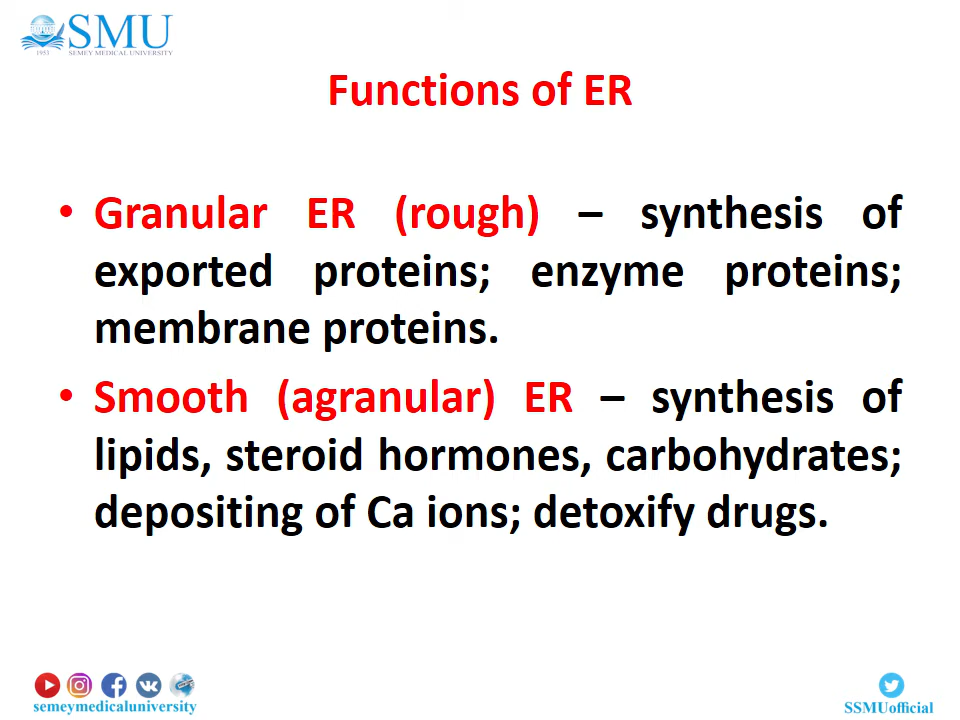 SMU
1953 SEMEY MEDICAL UNIVERSITY
Functions of ER
• Granular ER (rough) – synthesis of
exported proteins; enzyme proteins;
membrane proteins.
• Smooth (agranular) ER – synthesis of
lipids, steroid hormones, carbohydrates;
depositing of Ca ions; detoxify drugs.
semeymedicaluniversity
SSMUofficial